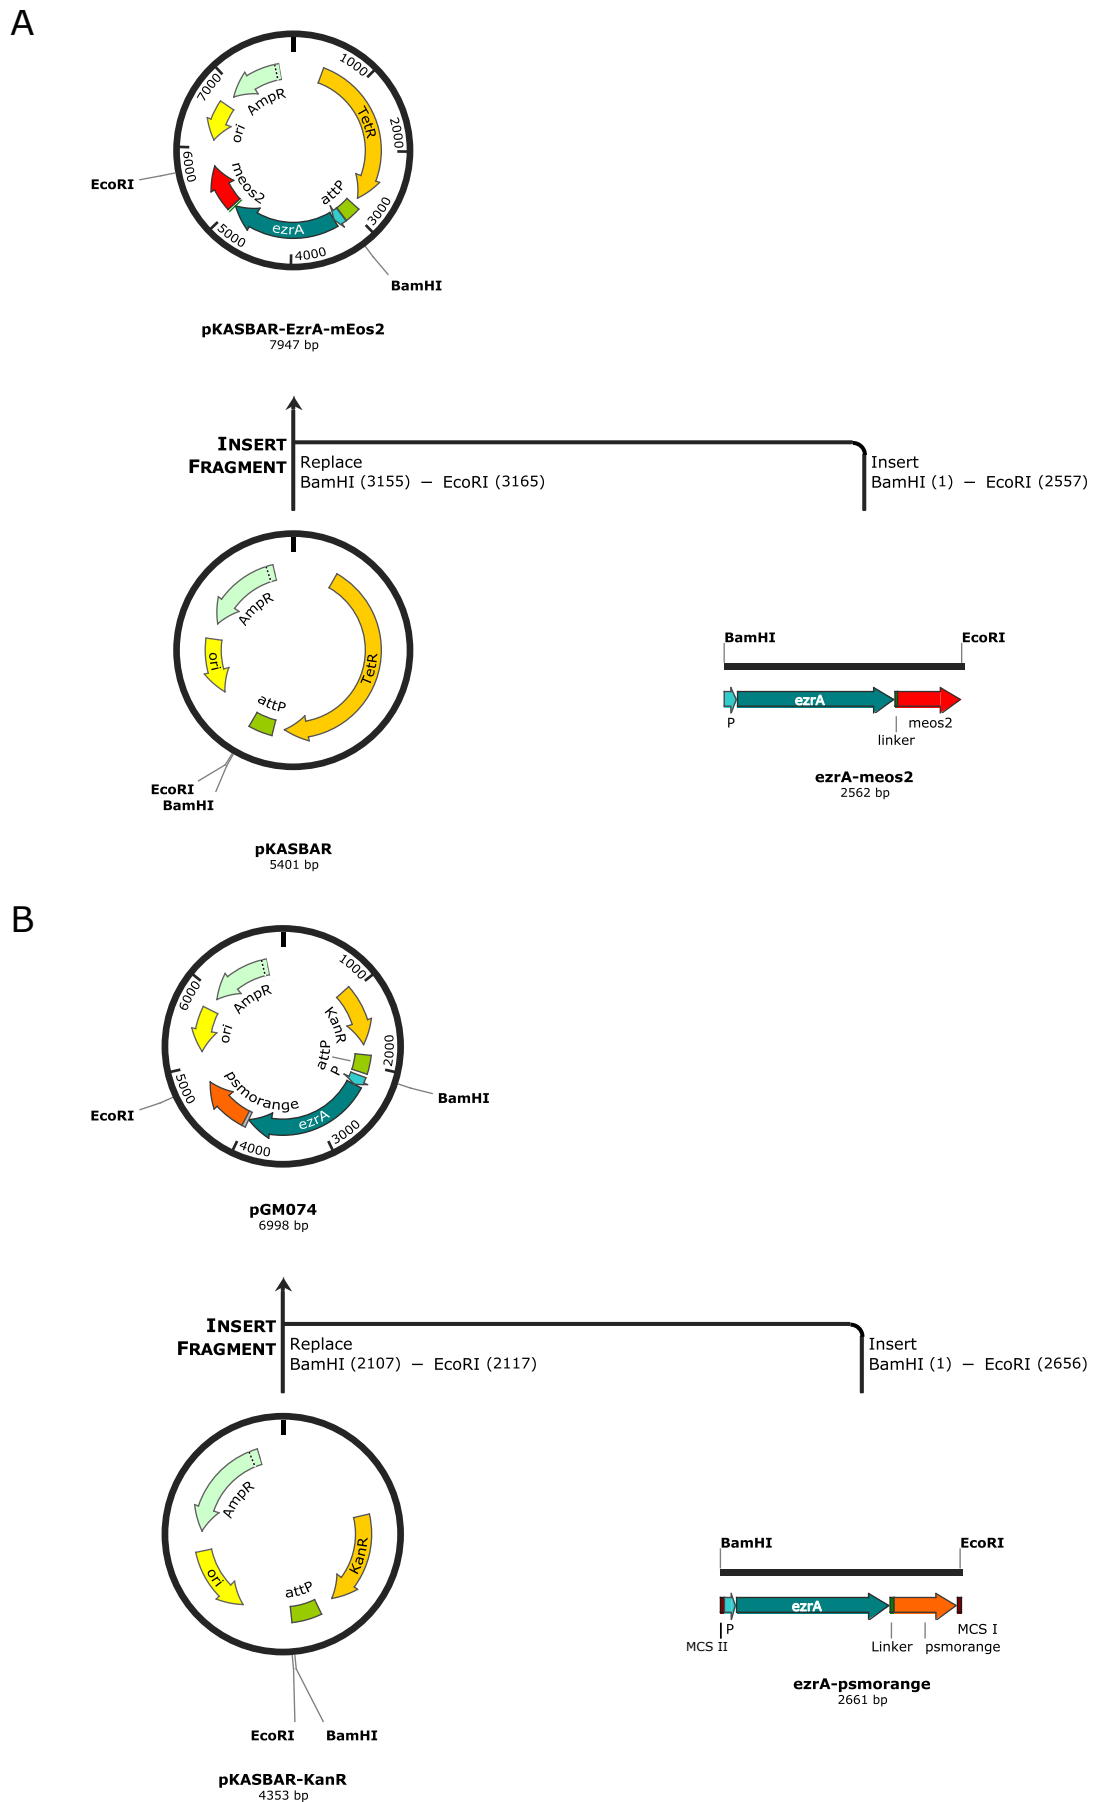 A
1000
2000
3000
4000
5000
6000
7000
AmpR
TetR
ori
meos2
attP
ezrA
EcoRI
BamHI
pKASBAR-EzrA-mEos2
7947 bp
INSERT
FRAGMENT
Replace
BamHI (3155) – EcoRI (3165)
Insert
BamHI (1) – EcoRI (2557)
AmpR
TetR
ori
attP
EcoRI
BamHI
pKASBAR
5401 bp
BamHI
EcoRI
ezrA
P
meos2
linker
ezrA-meos2
2562 bp
B
1000
2000
3000
4000
5000
6000
AmpR
KanR
ori
attP
P
psmorange
ezrA
EcoRI
BamHI
pGM074
6998 bp
INSERT
FRAGMENT
Replace
BamHI (2107) – EcoRI (2117)
Insert
BamHI (1) – EcoRI (2656)
AmpR
KanR
ori
attP
EcoRI
BamHI
pKASBAR-KanR
4353 bp
BamHI
EcoRI
ezrA
P
MCS I
MCS II
Linker
psmorange
ezrA-psmorange
2661 bp